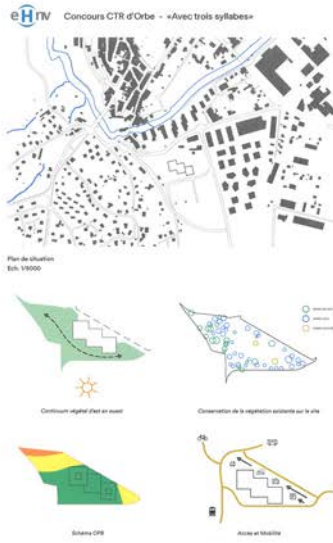 eHnv
Concours CTR d'Orbe - «Avec trois syllabes»
Plan de situation
Ech: 1/5000
Continuum végétal d'est en ouest
Conservation de la végétation existante sur le site
Schéma OPB
Accès et Mobilité